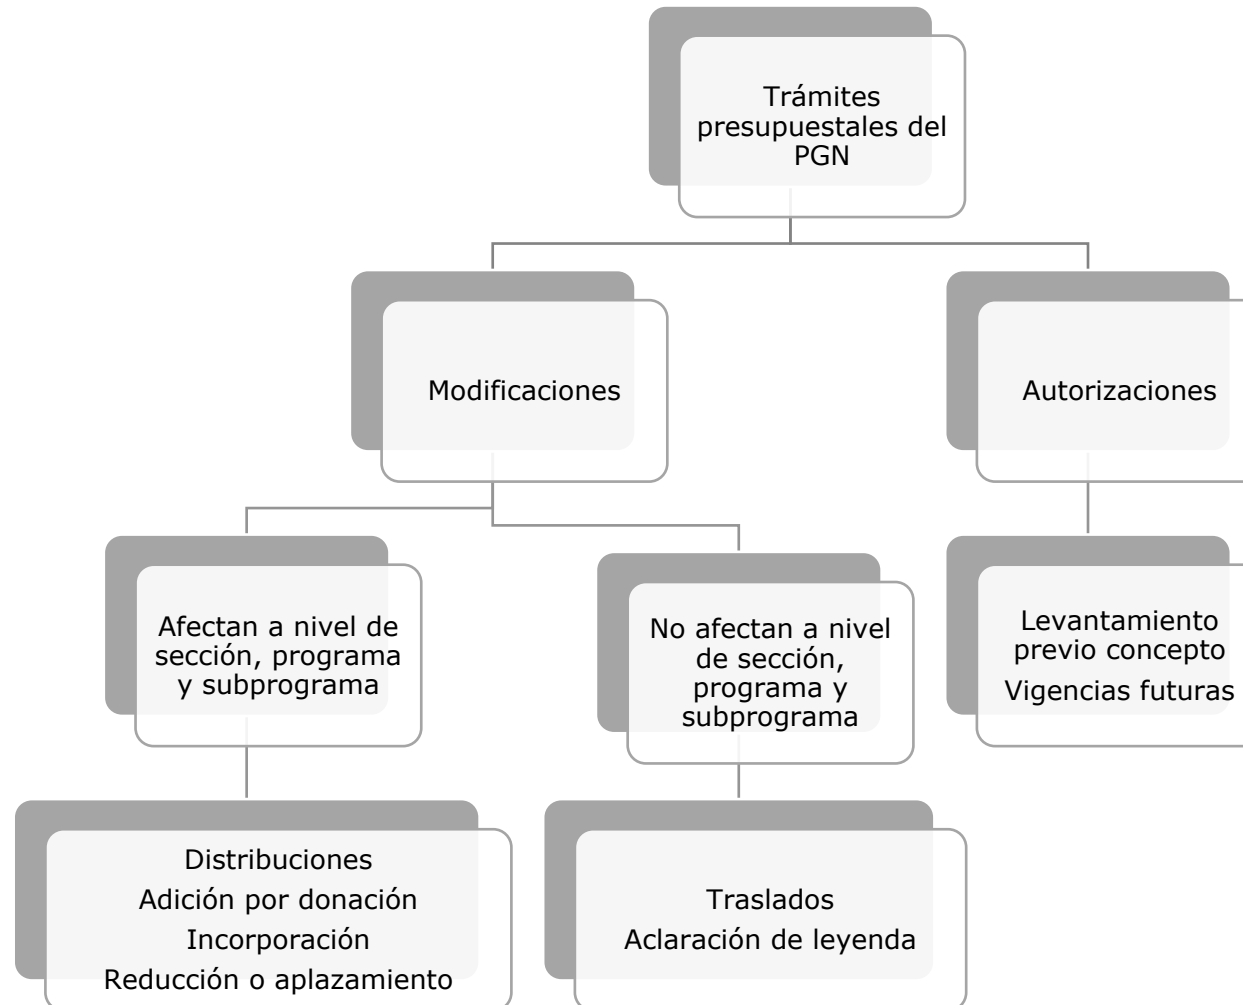 Trámites
presupuestales del
PGN
Modificaciones
Autorizaciones
Afectan a nivel de
sección, programa
y subprograma
No afectan a nivel
de sección,
programa y
subprograma
Levantamiento
previo concepto
Vigencias futuras
Distribuciones
Adición por donación
Incorporación
Reducción o aplazamiento
Traslados
Aclaración de leyenda